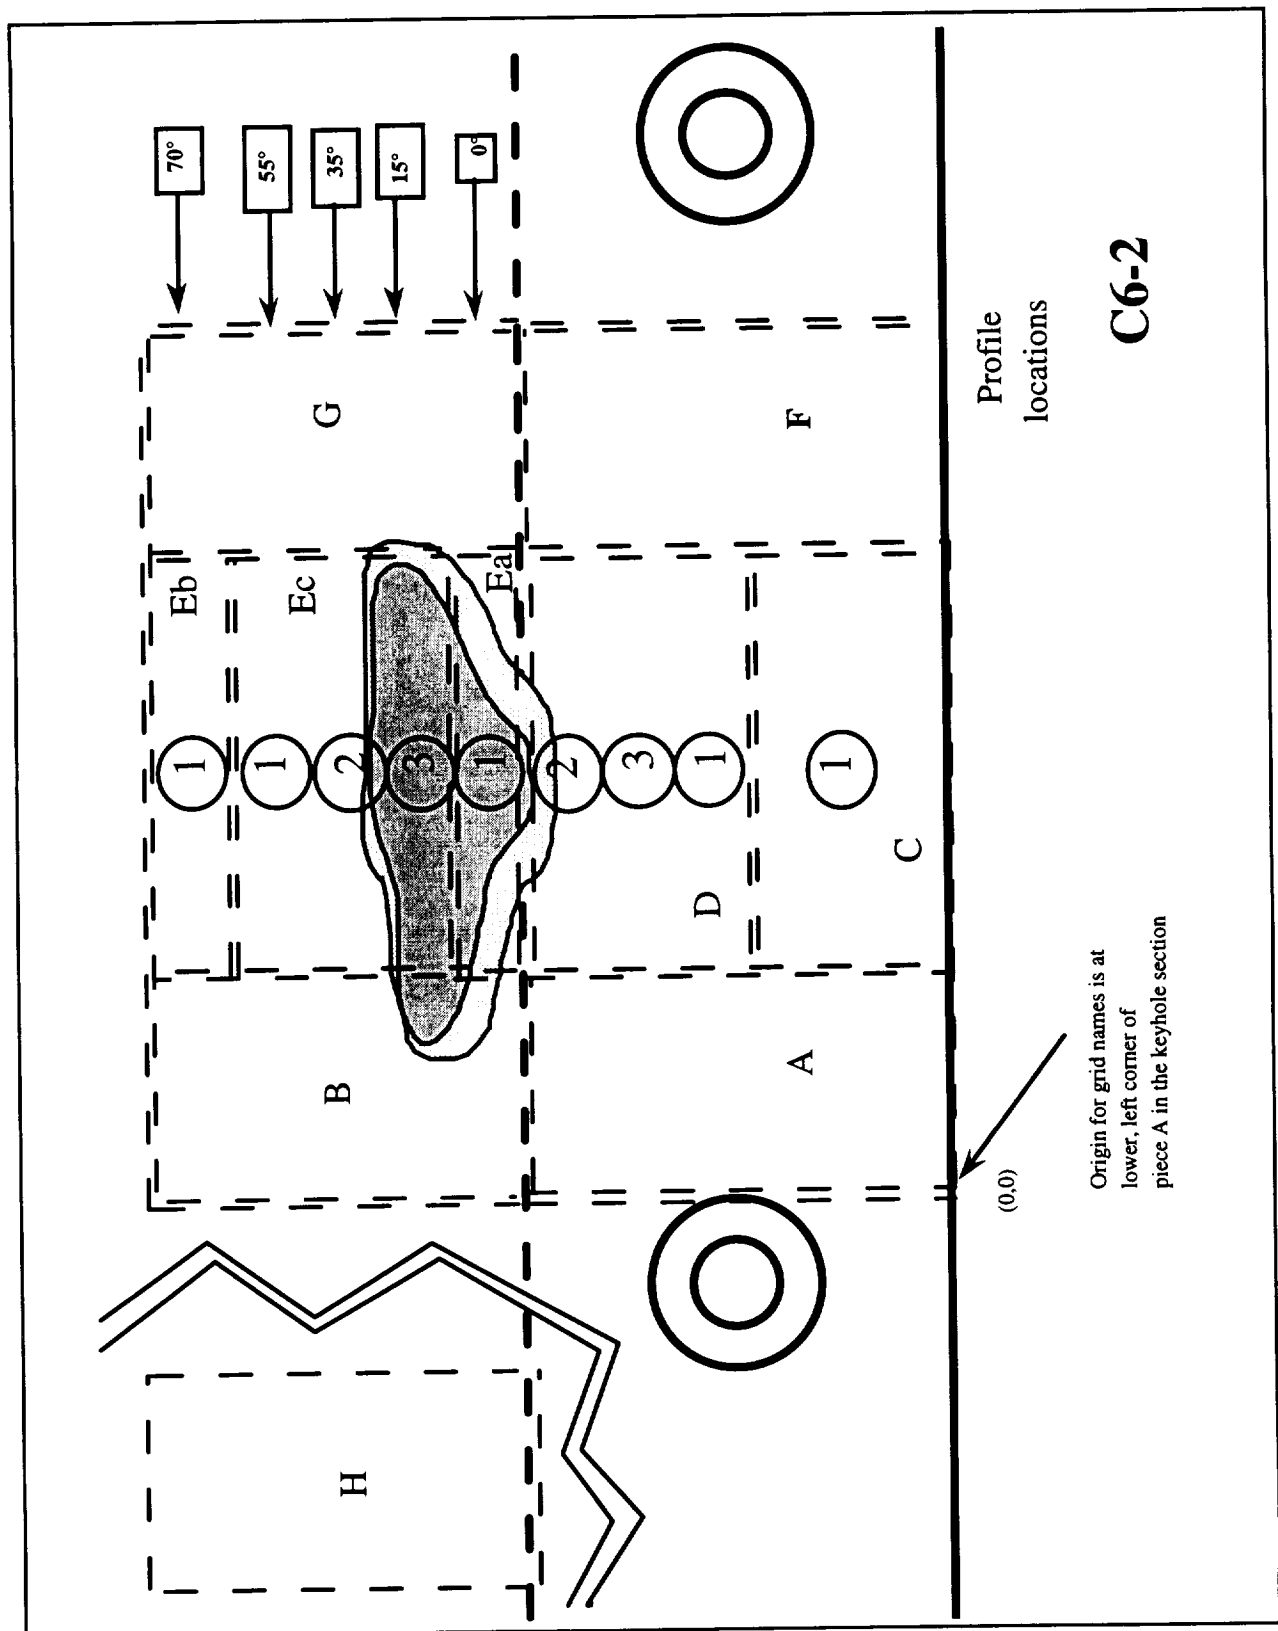 70°
Eb
1
55°
1
Ec
35°
H
B
2
G
15°
3
0°
1
Ea
2
3
D
1
A
F
1
C
Profile
locations
(0,0)
C6-2
Origin for grid names is at
lower, left corner of
piece A in the keyhole section